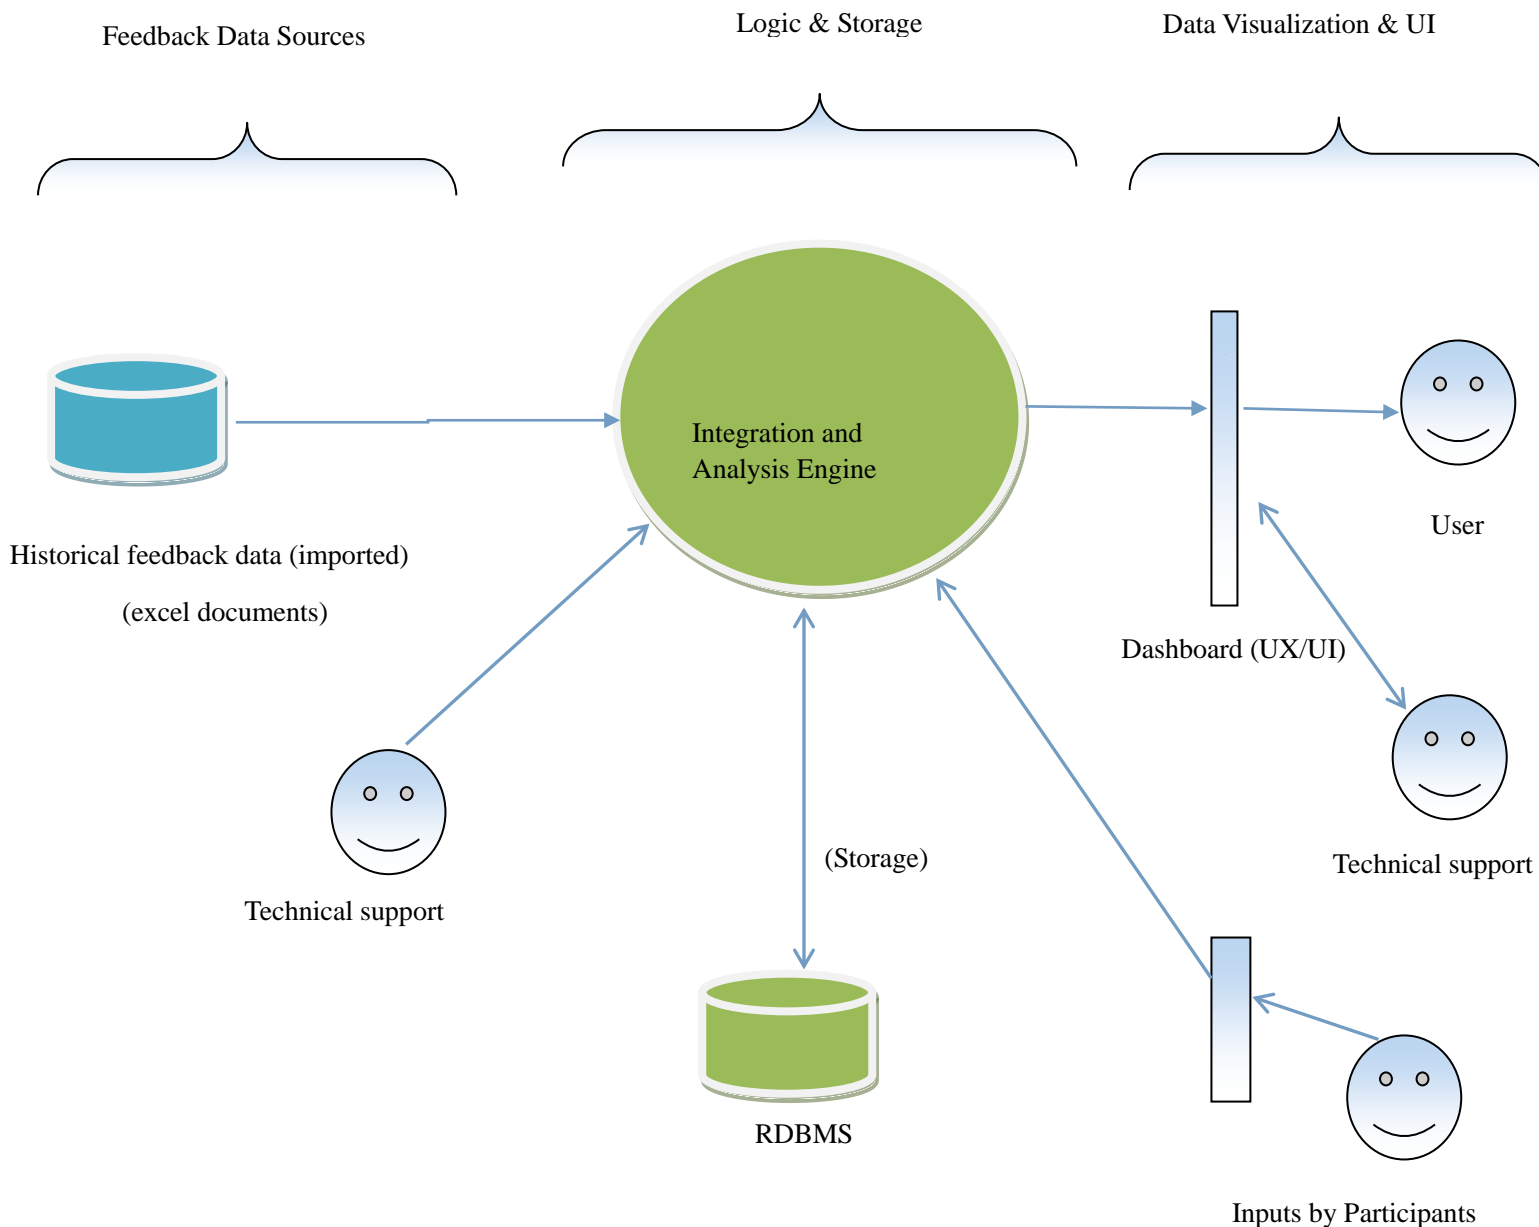 Feedback Data Sources
Logic & Storage
Data Visualization & UI
Integration and
Analysis Engine
Historical feedback data (imported)
(excel documents)
User
Dashboard (UX/UI)
Technical support
(Storage)
Technical support
RDBMS
Inputs by Participants